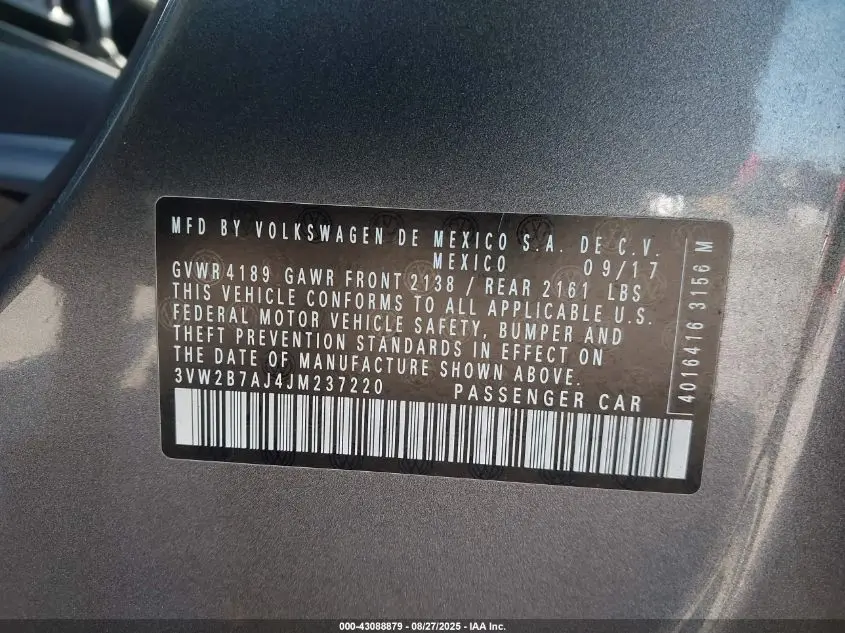 MFD BY VOLKSWAGEN DE MEXICO S.A. DE C.V.
MEXICO 09/17
GVWR 4189 GAWR FRONT 2138 / REAR 2161 LBS
THIS VEHICLE CONFORMS TO ALL APPLICABLE U.S.
FEDERAL MOTOR VEHICLE SAFETY, BUMPER AND
THEFT PREVENTION STANDARDS IN EFFECT ON
THE DATE OF MANUFACTURE SHOWN ABOVE.
3VW2B7AJ4JM237220 PASSENGER CAR
4016416 3156 M
000-43088879 / 08/27/2025 - IAA Inc.